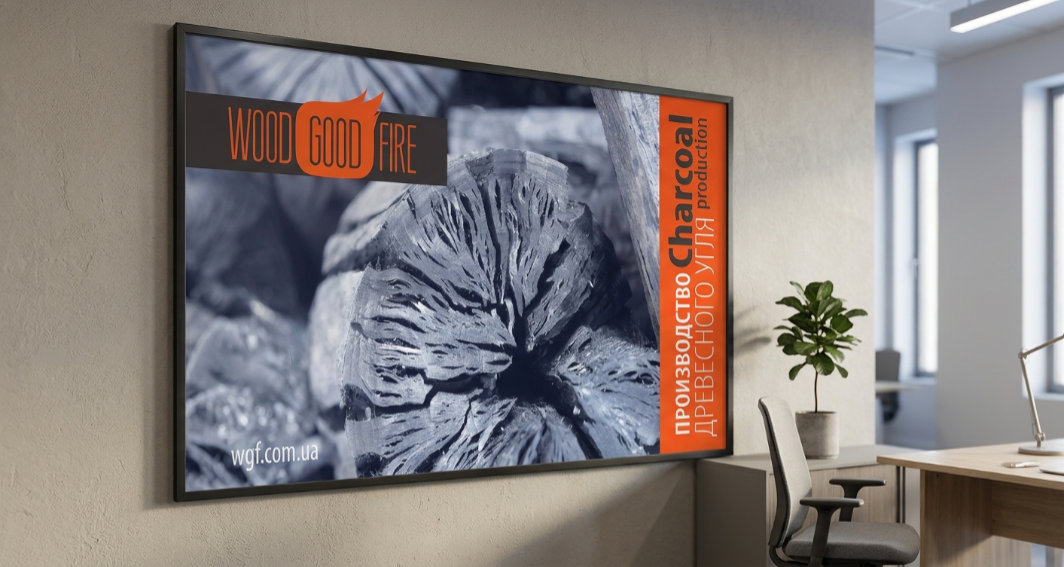 WOOD GOOD FIRE
wgf.com.ua
ПРОИЗВОДСТВО
ДРЕВЕСНОГО УГЛЯ
Charcoal
production